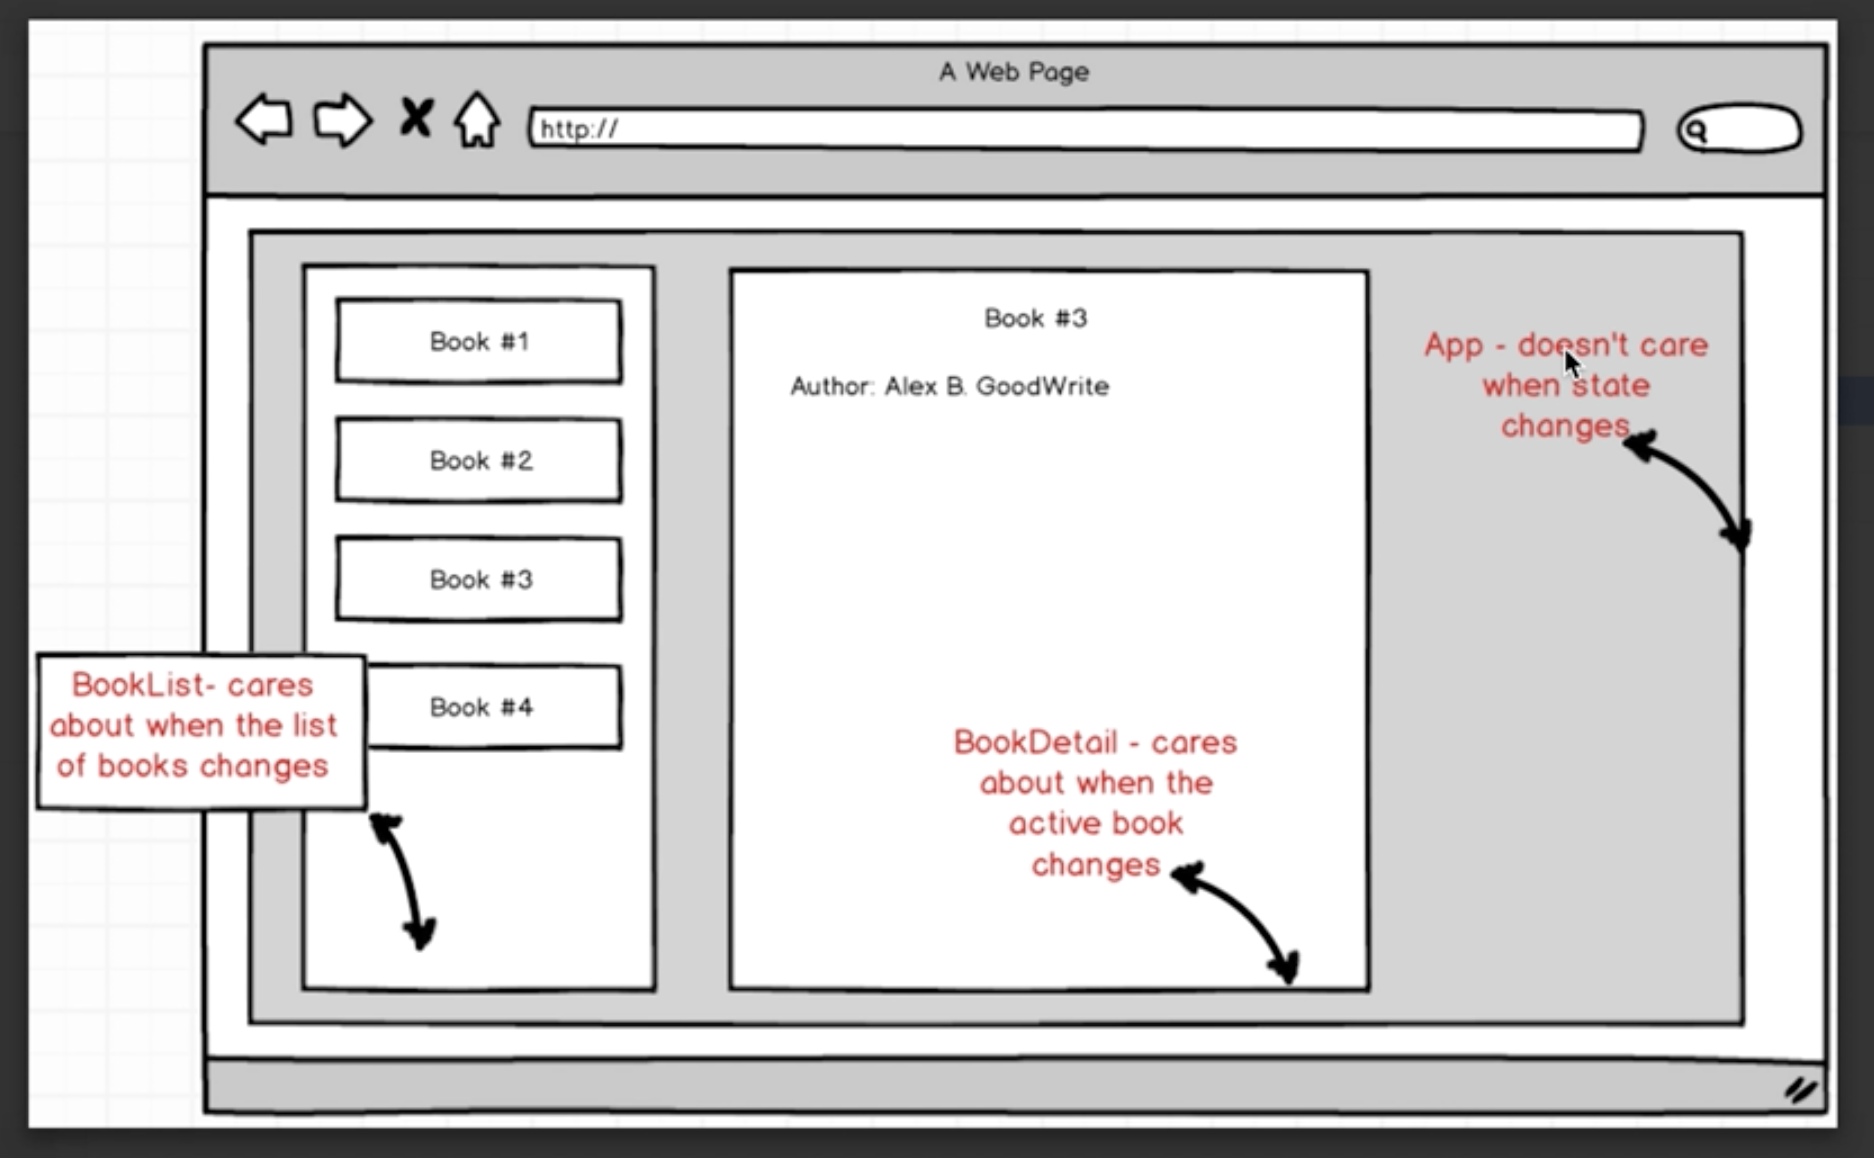 A Web Page
http://
Book #1
Book #2
Book #3
Book #4
BookList- cares
about when the list
of books changes
Book #3
Author: Alex B. GoodWrite
BookDetail - cares
about when the
active book
changes
App - doesn't care
when state
changes